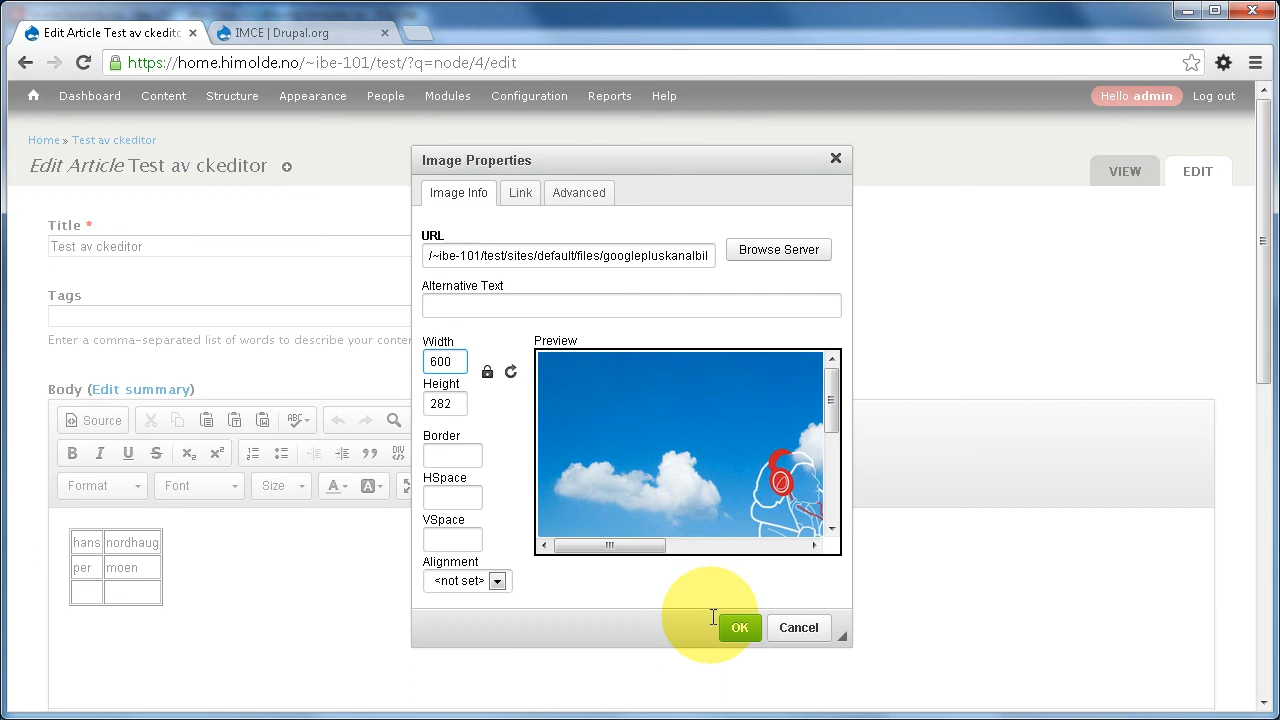 Edit Article Test av ckeditor
IMCE | Drupal.org
https://home.himolde.no/~ibe-101/test/?q=node/4/edit
Dashboard Content Structure Appearance People Modules Configuration Reports Help Hello admin Log out
Home » Test av ckeditor
Edit Article Test av ckeditor
VIEW EDIT
Title *
Test av ckeditor
Tags
Enter a comma-separated list of words to describe your conten
Body (Edit summary)
Source
ABC
B I U S
DIV
Format Font Size A A
hans nordhaug
per moen
Image Properties
Image Info Link Advanced
URL
/~ibe-101/test/sites/default/files/googlepluskanalbil
Browse Server
Alternative Text
Width
600
Height
282
Border
HSpace
VSpace
Alignment
<not set>
Preview
OK Cancel